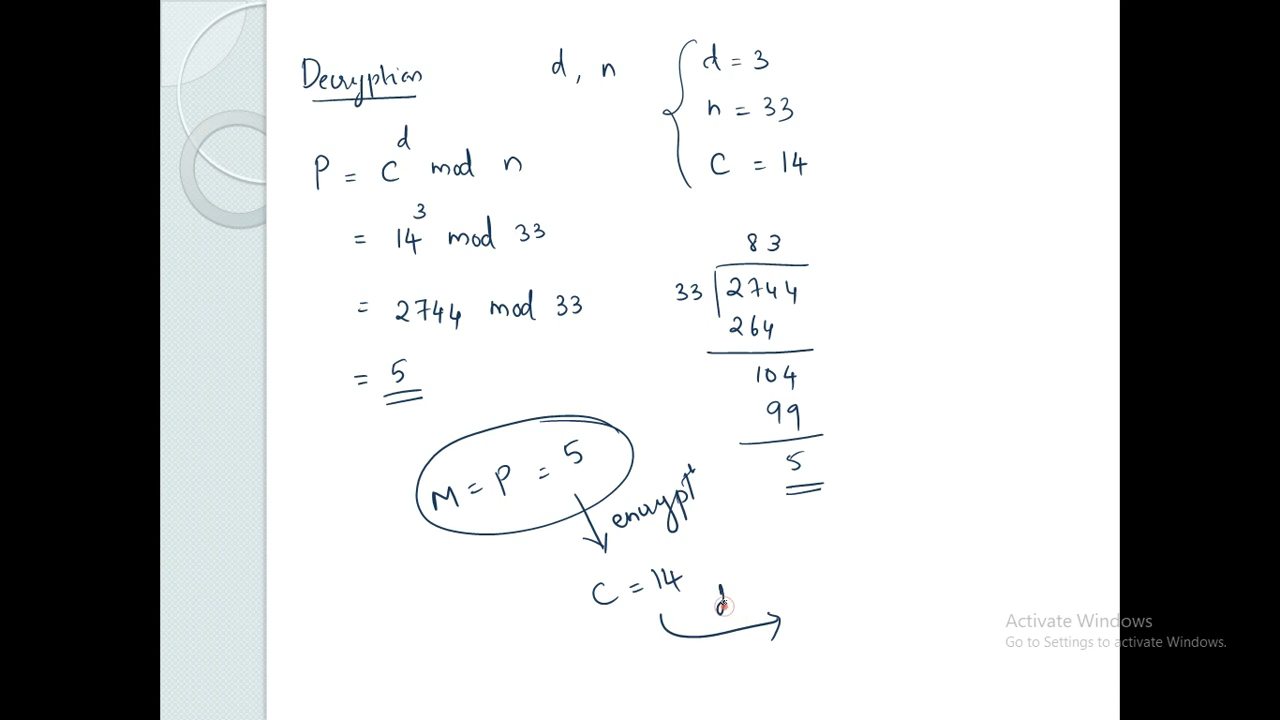 Decryption
d, n
d = 3
n = 33
C = 14
P = C^d mod n
= 14^3 mod 33
= 2744 mod 33
= 5
83
33 2744
264
104
99
5
M = P = 5
encrypt
C = 14
d
Activate Windows
Go to Settings to activate Windows.